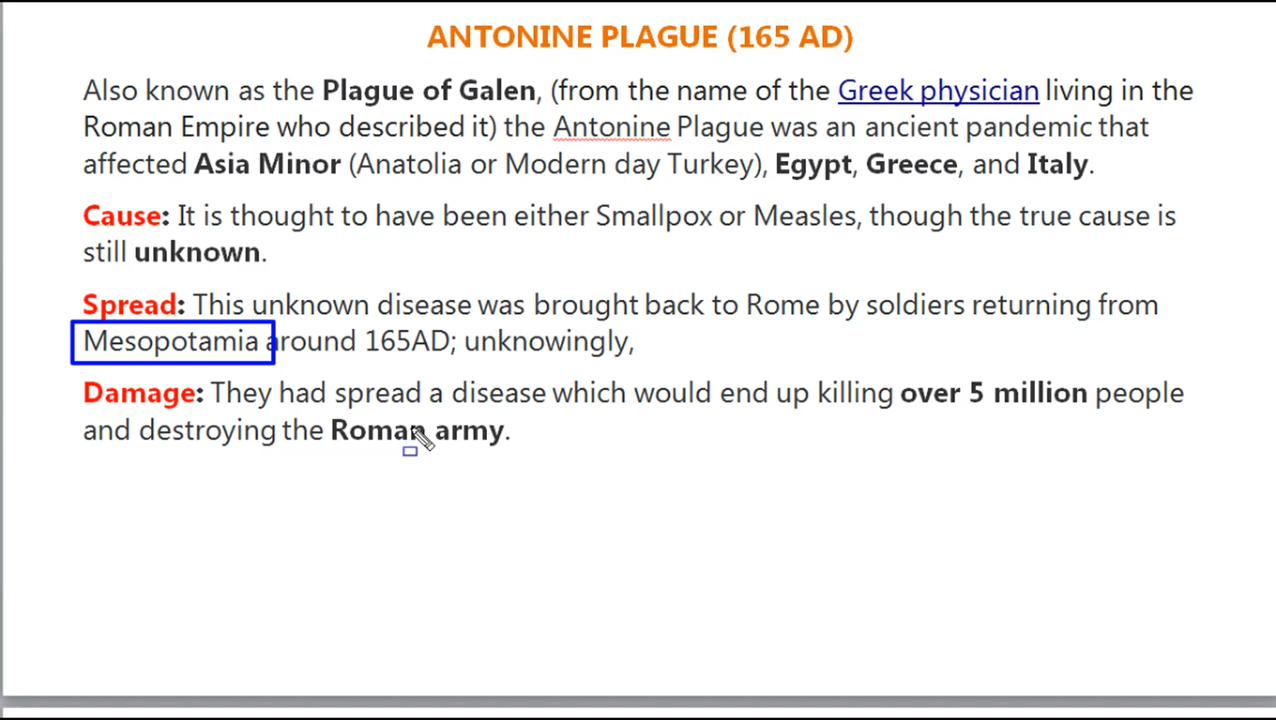 ANTONINE PLAGUE (165 AD)
Also known as the Plague of Galen, (from the name of the Greek physician living in the
Roman Empire who described it) the Antonine Plague was an ancient pandemic that
affected Asia Minor (Anatolia or Modern day Turkey), Egypt, Greece, and Italy.
Cause: It is thought to have been either Smallpox or Measles, though the true cause is
still unknown.
Spread: This unknown disease was brought back to Rome by soldiers returning from
Mesopotamia around 165AD; unknowingly,
Damage: They had spread a disease which would end up killing over 5 million people
and destroying the Roman army.